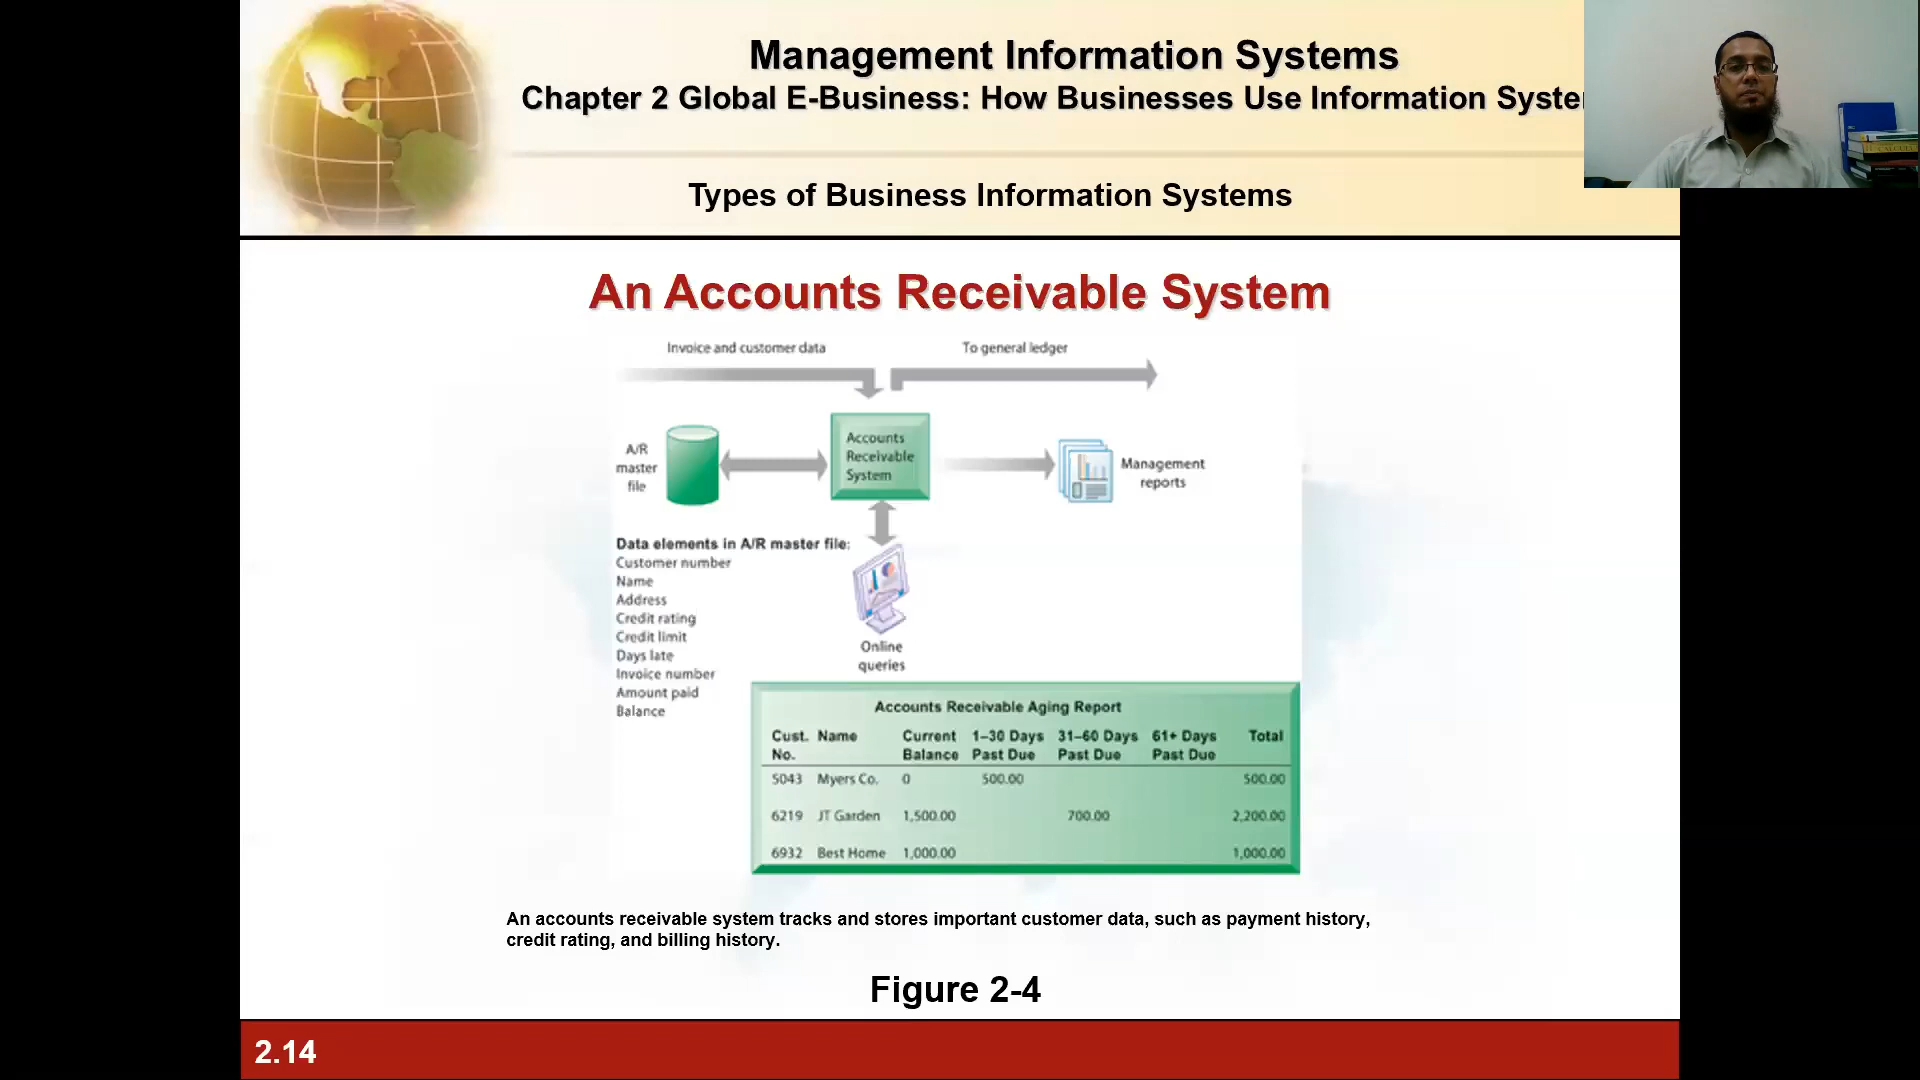 Management Information Systems
Chapter 2 Global E-Business: How Businesses Use Information Syste
Types of Business Information Systems
An Accounts Receivable System
Invoice and customer data
To general ledger
A/R
master
file
Accounts
Receivable
System
Management
reports
Data elements in A/R master file:
Customer number
Name
Address
Credit rating
Credit limit
Days late
Invoice number
Amount paid
Balance
Online
queries
Accounts Receivable Aging Report
Cust. Name Current 1–30 Days 31–60 Days 61+ Days Total
No. Balance Past Due Past Due Past Due
5043 Myers Co. 0 500.00 500.00
6219 JT Garden 1,500.00 700.00 2,200.00
6932 Best Home 1,000.00 1,000.00
An accounts receivable system tracks and stores important customer data, such as payment history,
credit rating, and billing history.
Figure 2-4
2.14